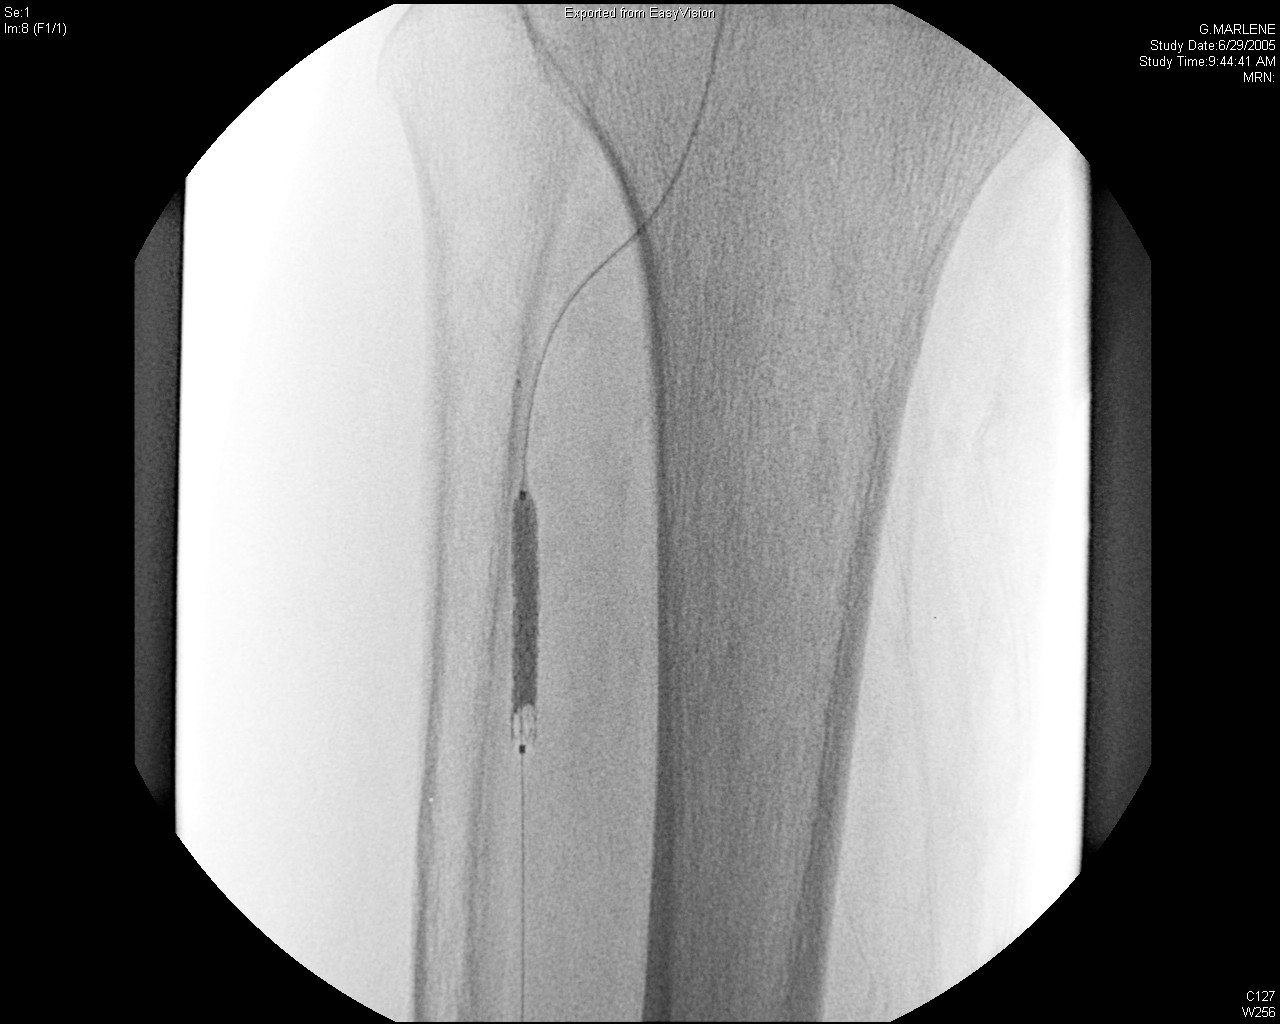 Se:1
Im:8 (F1/1)
Exported from EasyVision
G.MARLENE
Study Date:6/29/2005
Study Time:9:44:41 AM
MRN:
C127
W256